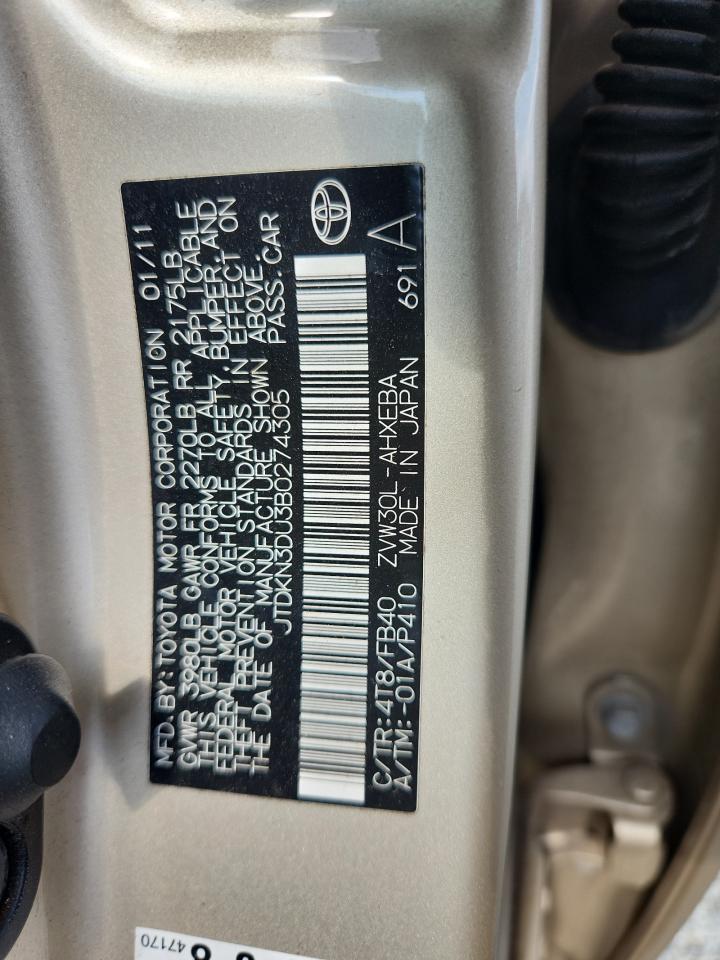 MFD. BY: TOYOTA MOTOR CORPORATION 01/11
GVWR 3980LB GAWR FR 2270LB RR 2175LB
THIS VEHICLE CONFORMS TO ALL APPLICABLE
FEDERAL MOTOR VEHICLE SAFETY, BUMPER, AND
THEFT PREVENTION STANDARDS IN EFFECT ON
THE DATE OF MANUFACTURE SHOWN ABOVE.
JTDKN3DU3B0274305 PASS. CAR
C/TR:4T8/FB40 ZVW30L-AHXEBA
A/TM:-01A/P410 MADE IN JAPAN 691 A
47170